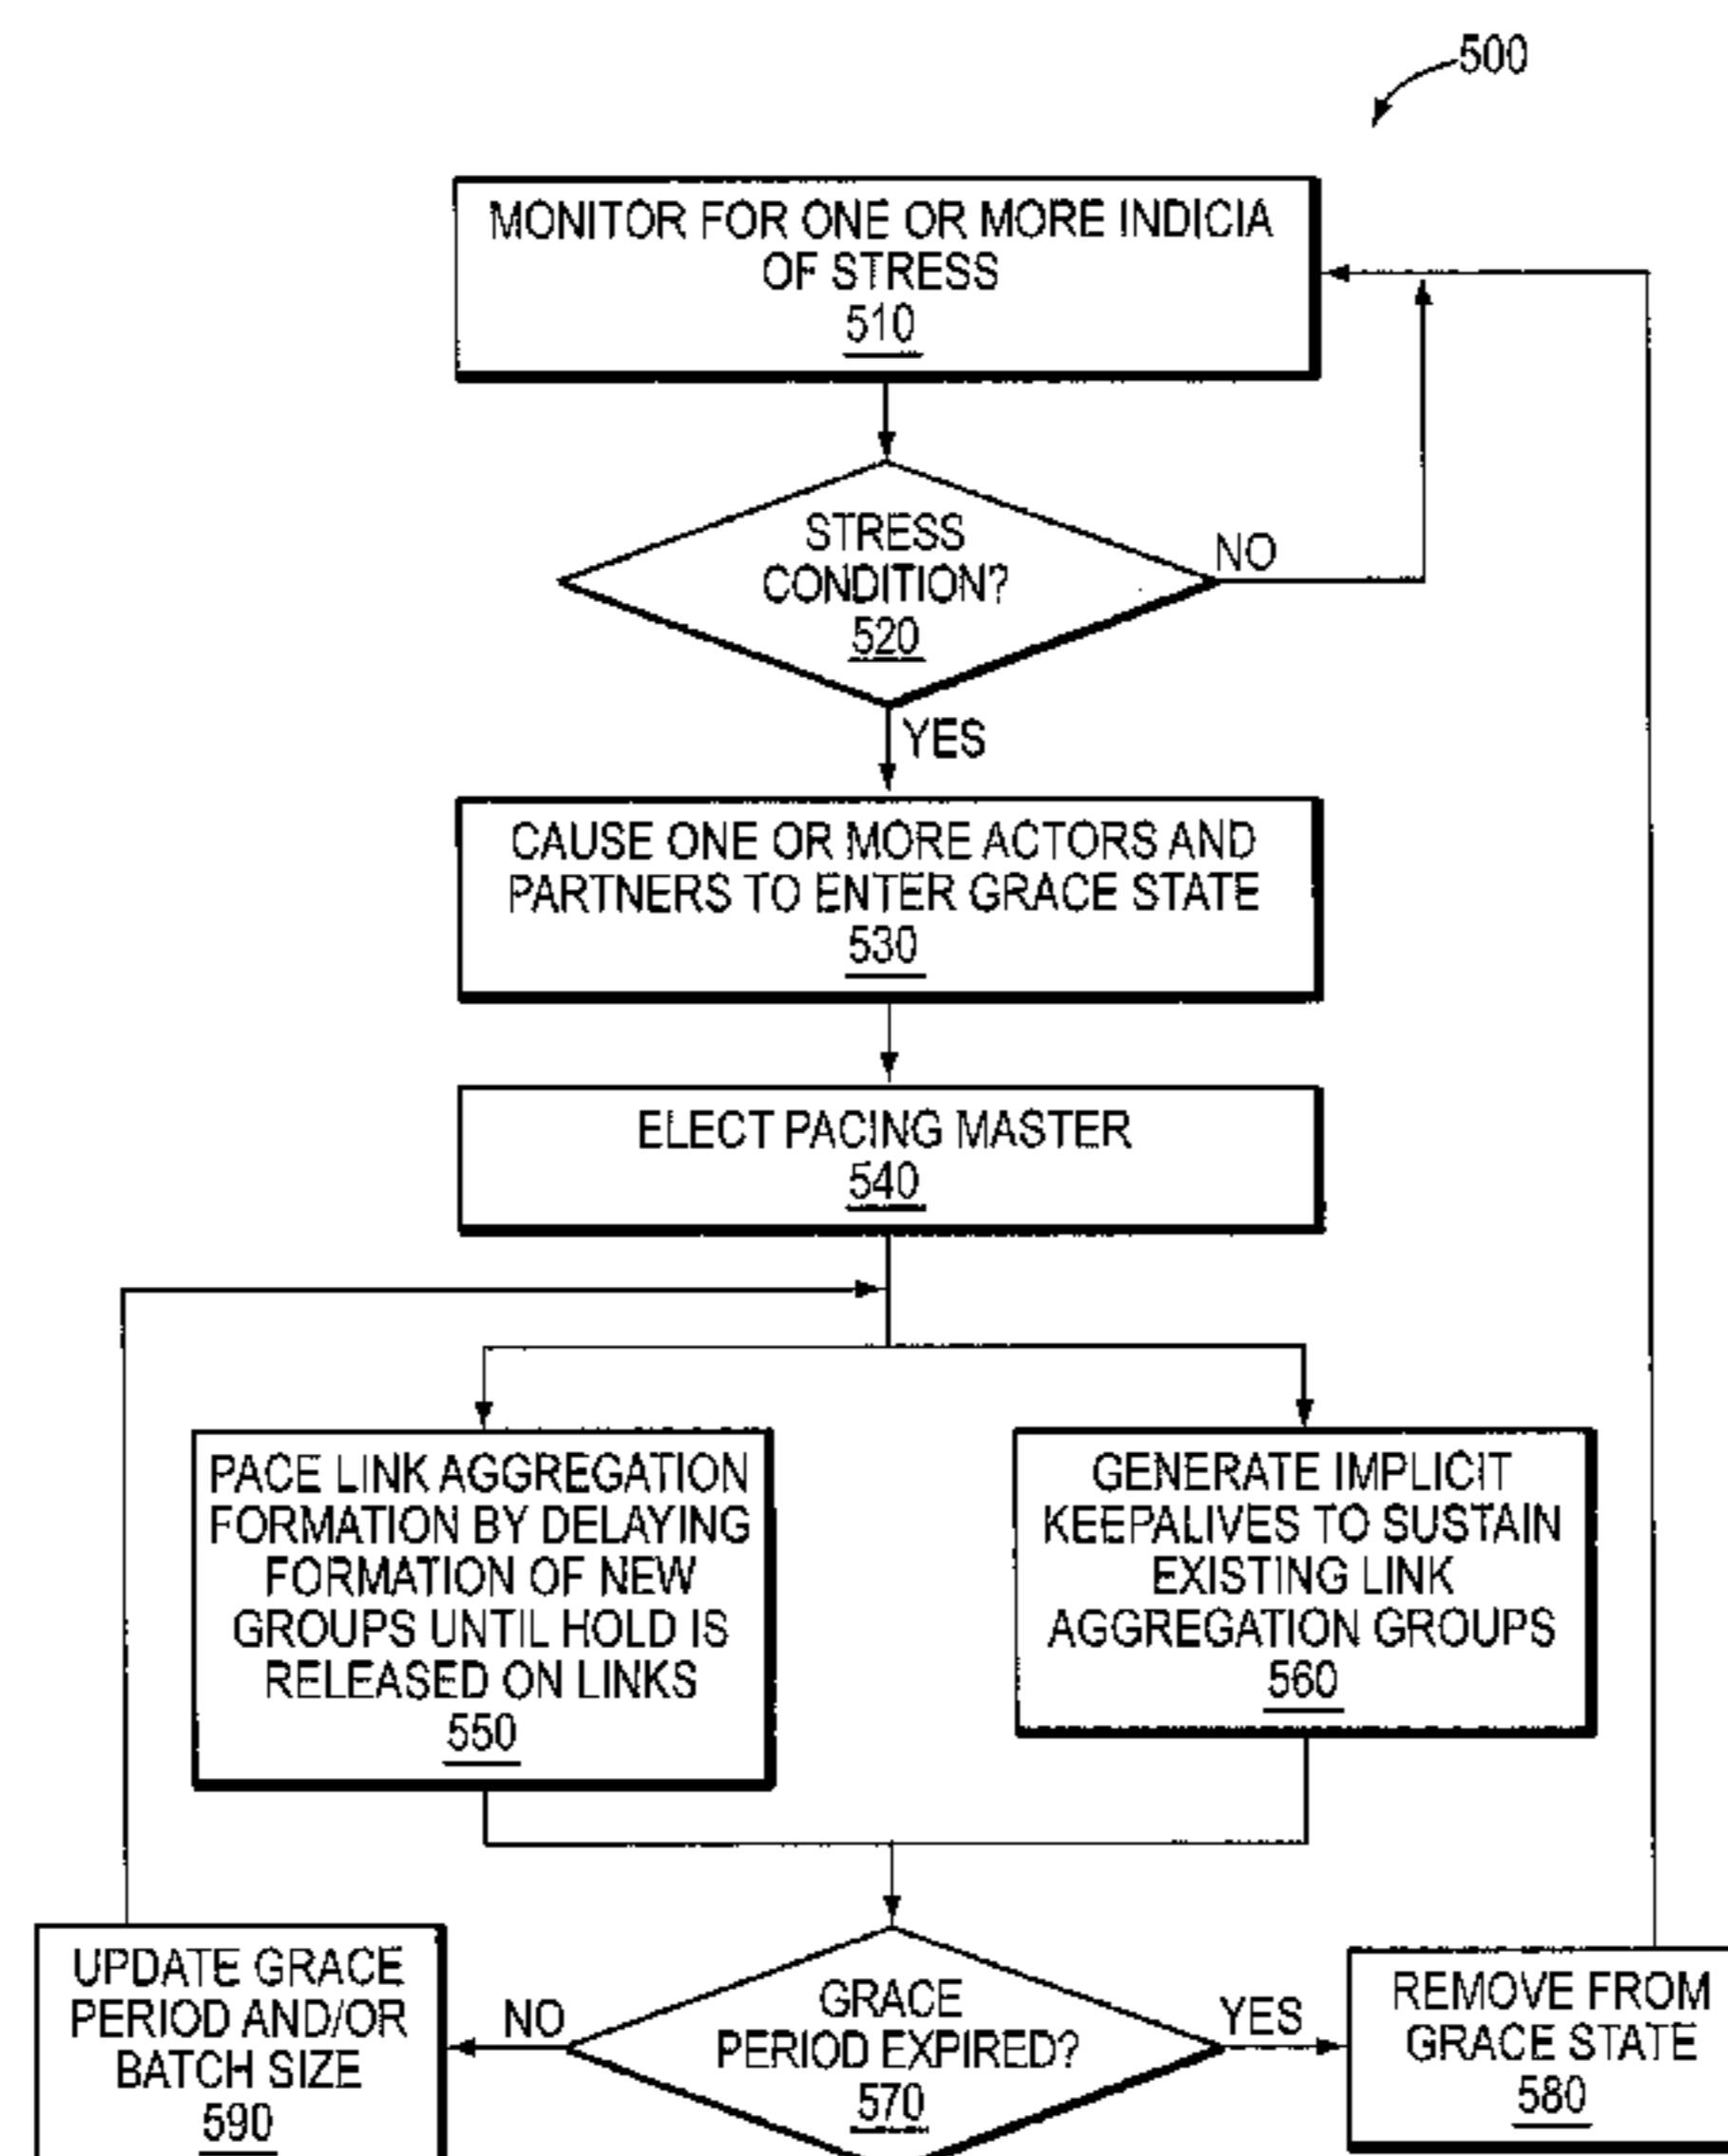 500
MONITOR FOR ONE OR MORE INDICIA
OF STRESS
510
STRESS
CONDITION?
520
NO
YES
CAUSE ONE OR MORE ACTORS AND
PARTNERS TO ENTER GRACE STATE
530
ELECT PACING MASTER
540
PACE LINK AGGREGATION
FORMATION BY DELAYING
FORMATION OF NEW
GROUPS UNTIL HOLD IS
RELEASED ON LINKS
550
GENERATE IMPLICIT
KEEPALIVES TO SUSTAIN
EXISTING LINK
AGGREGATION GROUPS
560
UPDATE GRACE
PERIOD AND/OR
BATCH SIZE
590
NO
GRACE
PERIOD EXPIRED?
570
YES
REMOVE FROM
GRACE STATE
580